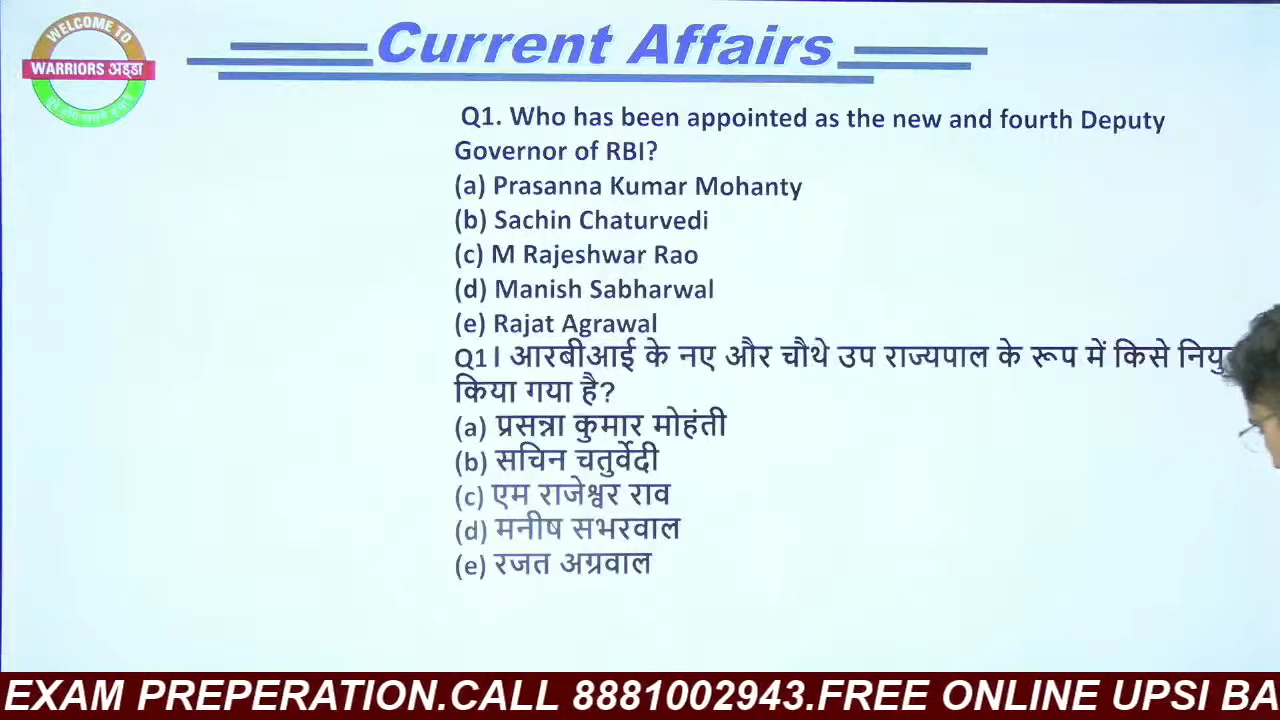 WELCOME TO
WARRIORS अड्डा
Current Affairs
Q1. Who has been appointed as the new and fourth Deputy
Governor of RBI?
(a) Prasanna Kumar Mohanty
(b) Sachin Chaturvedi
(c) M Rajeshwar Rao
(d) Manish Sabharwal
(e) Rajat Agrawal
Q1। आरबीआई के नए और चौथे उप राज्यपाल के रूप में किसे
किया गया है?
(a) प्रसन्ना कुमार मोहंती
(b) सचिन चतुर्वेदी
(c) एम राजेश्वर राव
(d) मनीष सभरवाल
(e) रजत अग्रवाल
EXAM PREPERATION.CALL 8881002943.FREE ONLINE UPSI BA